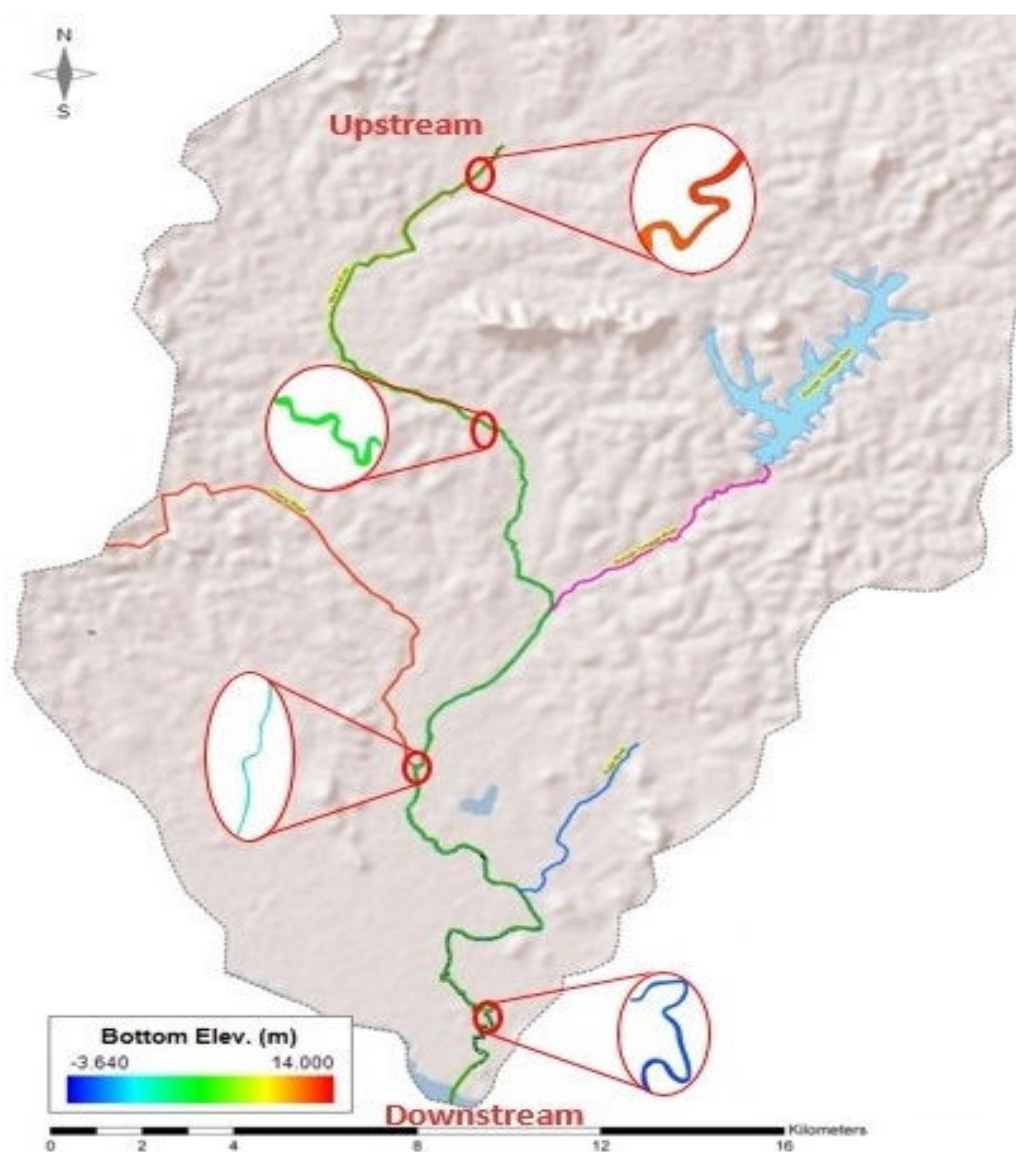 N
S
Upstream
Bottom Elev. (m)
-3.640 14.000
Downstream
Kilometers
0 2 4 8 12 16